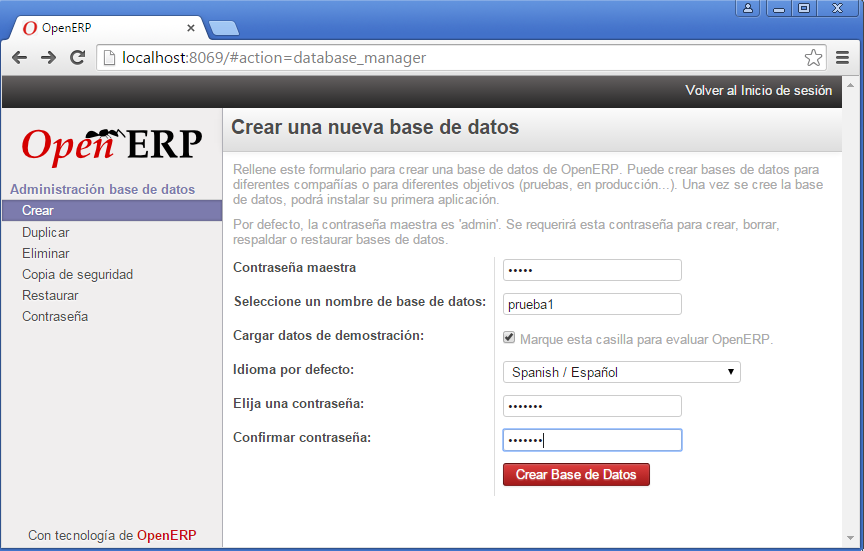 OpenERP
localhost:8069/#action=database_manager
Volver al Inicio de sesión
Open ERP
Administración base de datos
Crear
Duplicar
Eliminar
Copia de seguridad
Restaurar
Contraseña
Con tecnología de OpenERP
Crear una nueva base de datos
Rellene este formulario para crear una base de datos de OpenERP. Puede crear bases de datos para
diferentes compañías o para diferentes objetivos (pruebas, en producción...). Una vez se cree la base
de datos, podrá instalar su primera aplicación.
Por defecto, la contraseña maestra es 'admin'. Se requerirá esta contraseña para crear, borrar,
respaldar o restaurar bases de datos.
Contraseña maestra •••••
Seleccione un nombre de base de datos: prueba1
Cargar datos de demostración: Marque esta casilla para evaluar OpenERP.
Idioma por defecto: Spanish / Español
Elija una contraseña: •••••••
Confirmar contraseña: •••••••
Crear Base de Datos